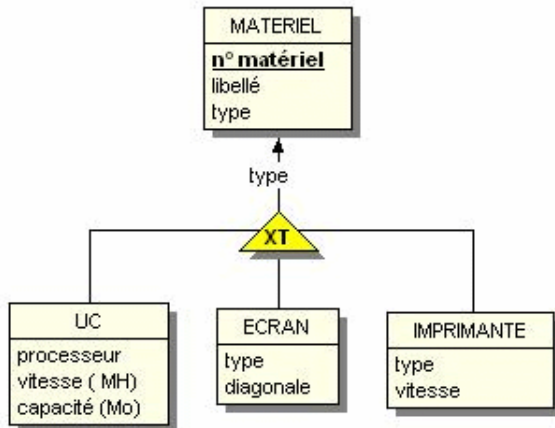 MATERIEL
n° matériel
libellé
type
type
XT
UC
processeur
vitesse ( MH)
capacité (Mo)
ECRAN
type
diagonale
IMPRIMANTE
type
vitesse